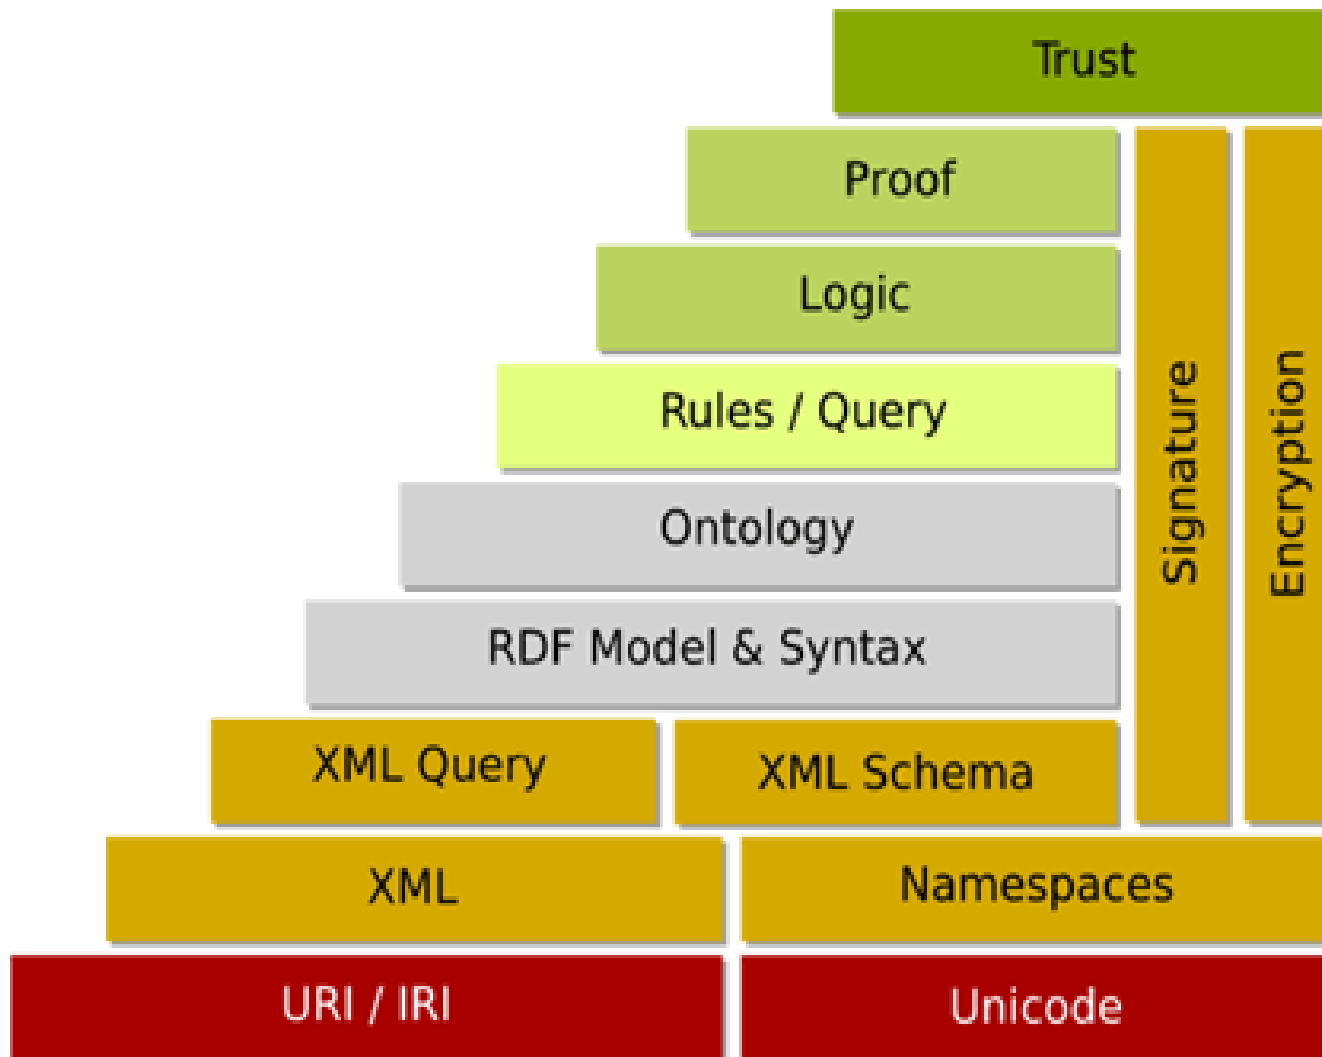 Trust
Proof
Logic
Rules / Query
Ontology
RDF Model & Syntax
XML Query
XML Schema
Signature
Encryption
XML
Namespaces
URI / IRI
Unicode